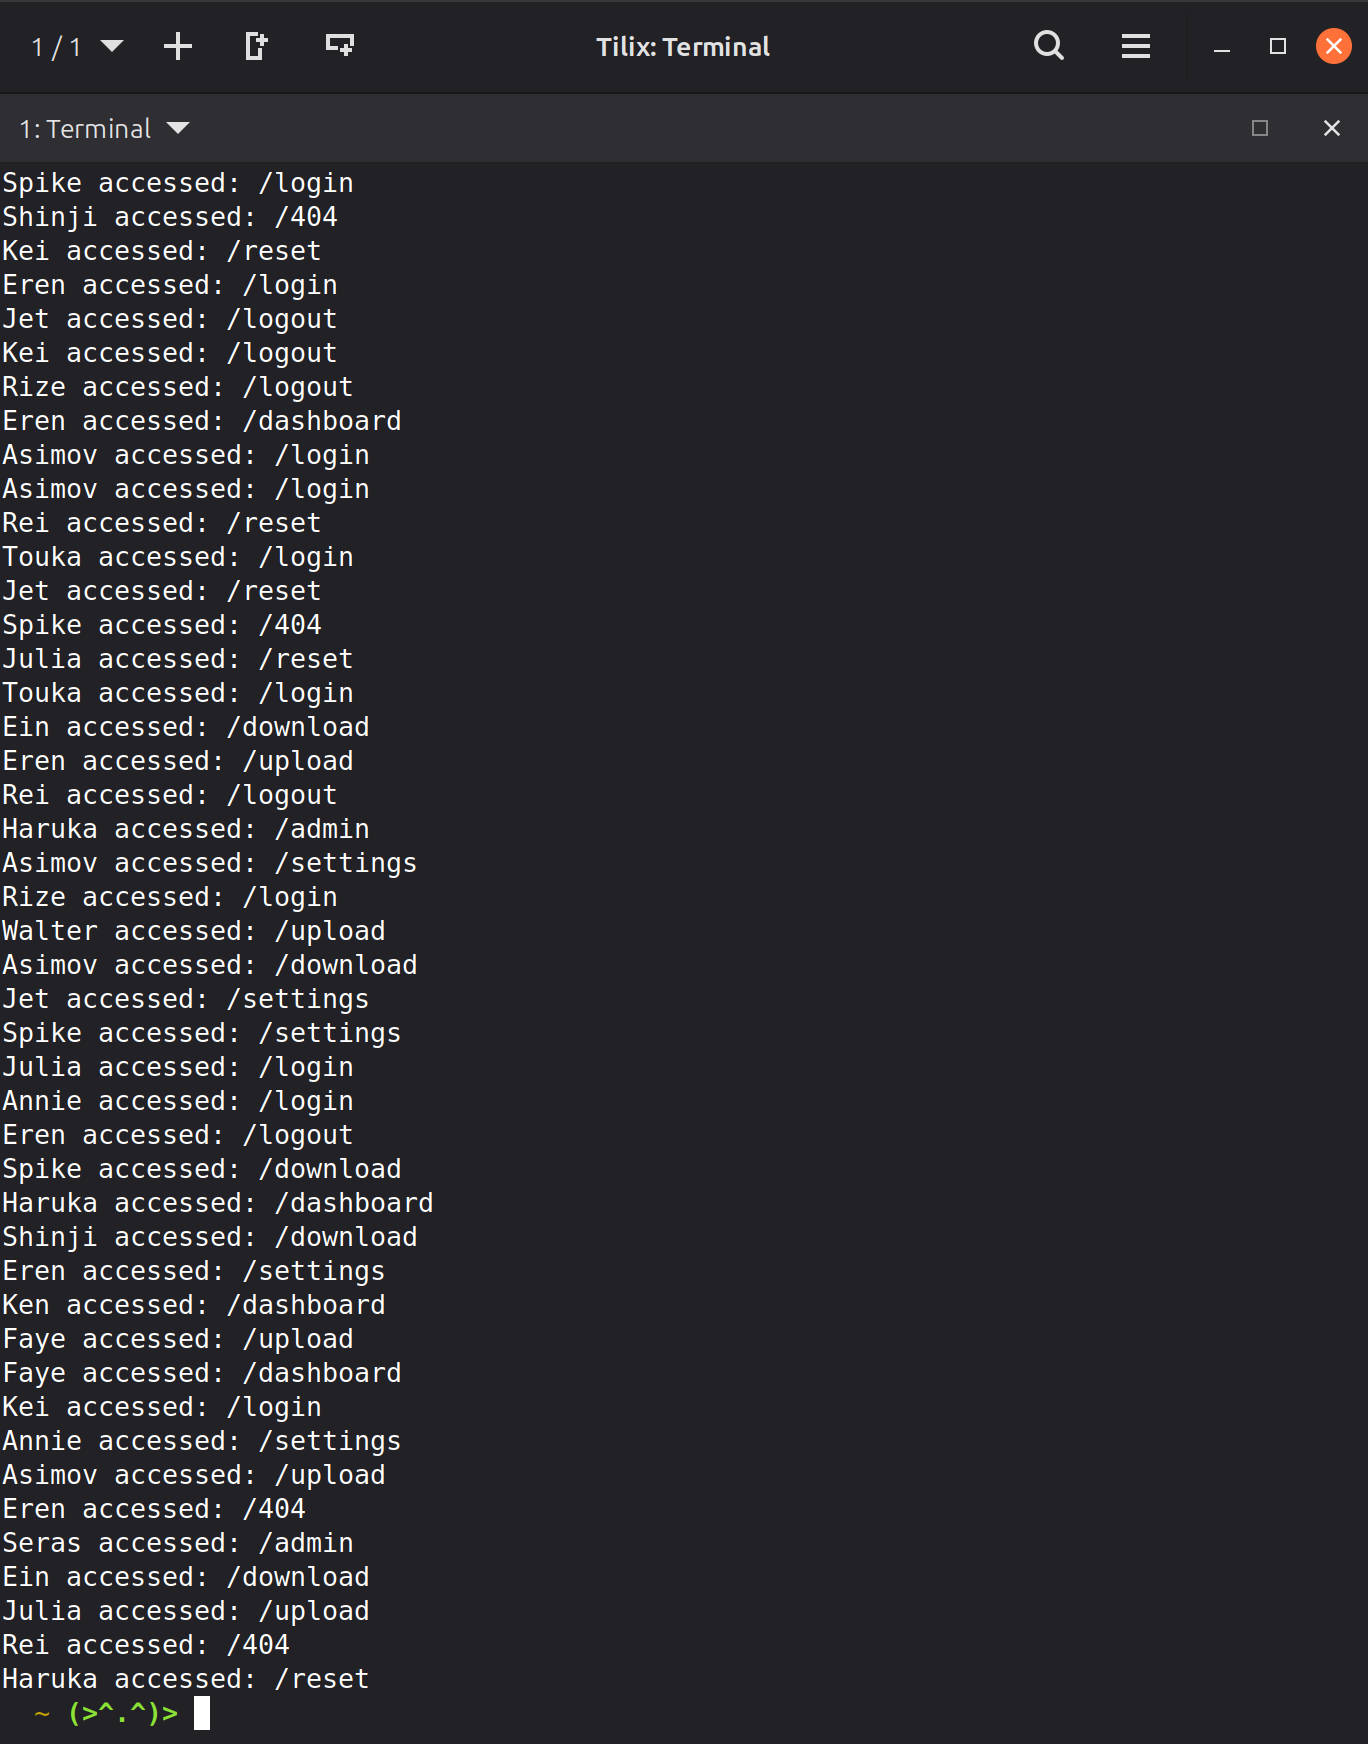 1 / 1
Tilix: Terminal
1: Terminal
Spike accessed: /login
Shinji accessed: /404
Kei accessed: /reset
Eren accessed: /login
Jet accessed: /logout
Kei accessed: /logout
Rize accessed: /logout
Eren accessed: /dashboard
Asimov accessed: /login
Asimov accessed: /login
Rei accessed: /reset
Touka accessed: /login
Jet accessed: /reset
Spike accessed: /404
Julia accessed: /reset
Touka accessed: /login
Ein accessed: /download
Eren accessed: /upload
Rei accessed: /logout
Haruka accessed: /admin
Asimov accessed: /settings
Rize accessed: /login
Walter accessed: /upload
Asimov accessed: /download
Jet accessed: /settings
Spike accessed: /settings
Julia accessed: /login
Annie accessed: /login
Eren accessed: /logout
Spike accessed: /download
Haruka accessed: /dashboard
Shinji accessed: /download
Eren accessed: /settings
Ken accessed: /dashboard
Faye accessed: /upload
Faye accessed: /dashboard
Kei accessed: /login
Annie accessed: /settings
Asimov accessed: /upload
Eren accessed: /404
Seras accessed: /admin
Ein accessed: /download
Julia accessed: /upload
Rei accessed: /404
Haruka accessed: /reset
~ (>^.^)>